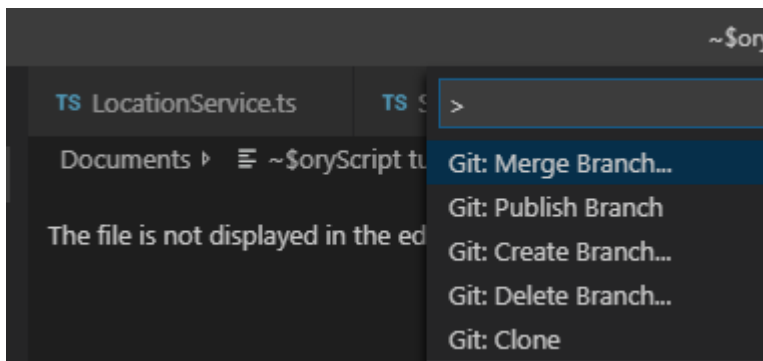 ~$ory
TS LocationService.ts TS S
>
Documents ~$oryScript tu
Git: Merge Branch...
Git: Publish Branch
The file is not displayed in the ed
Git: Create Branch...
Git: Delete Branch...
Git: Clone